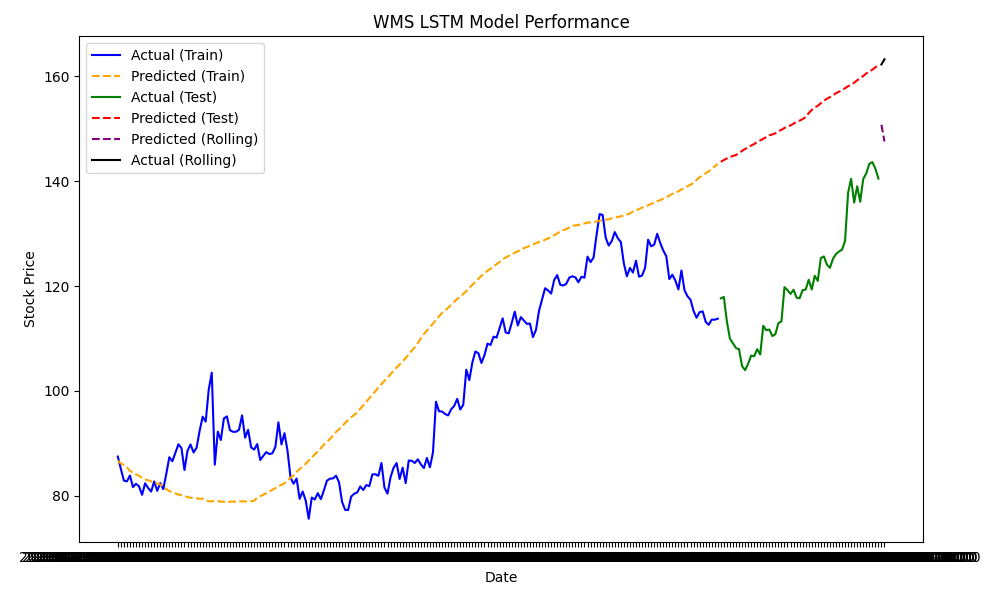 WMS LSTM Model Performance
Actual (Train)
Predicted (Train)
Actual (Test)
Predicted (Test)
Predicted (Rolling)
Actual (Rolling)
Stock Price
160
140
120
100
80
Date